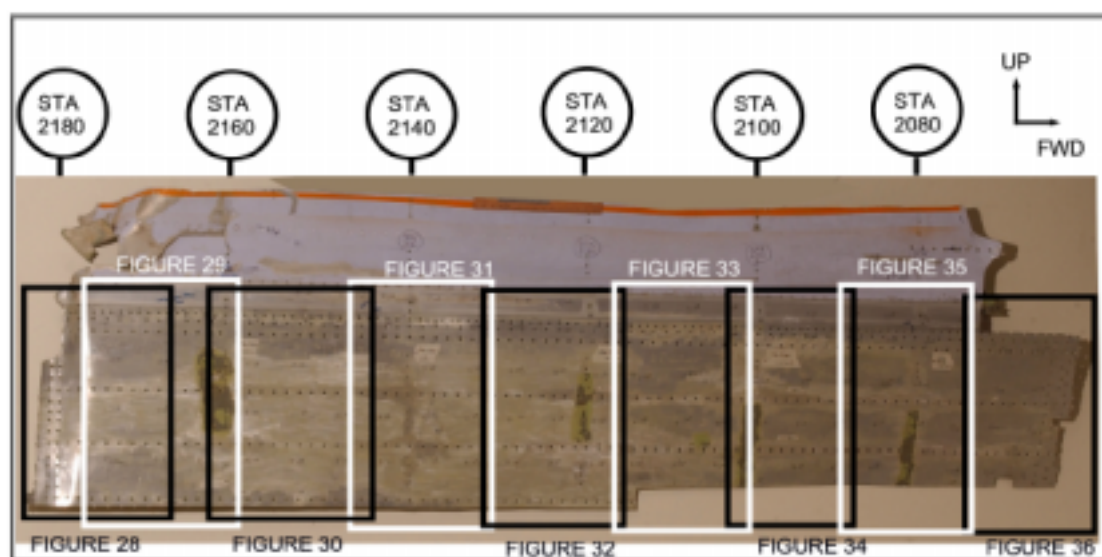 STA
2180
STA
2160
STA
2140
STA
2120
STA
2100
STA
2080
UP
FWD
FIGURE 29
FIGURE 31
FIGURE 33
FIGURE 35
FIGURE 28
FIGURE 30
FIGURE 32
FIGURE 34
FIGURE 36